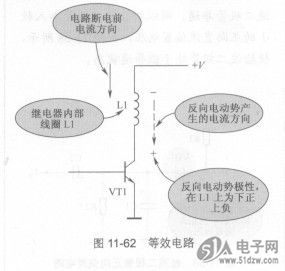 电路断电前
电流方向
+V
继电器内部
线圈 L1
L1
−
反向电动势产
生的电流方向
+
VT1
反向电动势极性,
在 L1 上为下正
上负
图 11-62 等效电路
电子网
www.51dzw.com